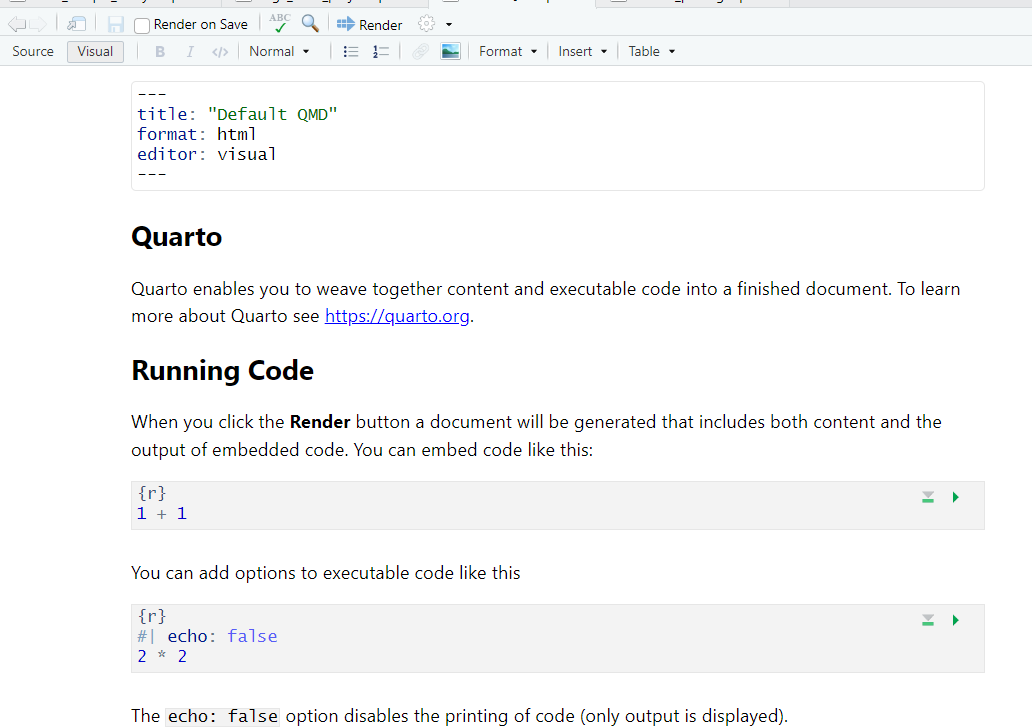 Render on Save ABC Render
Source Visual B I </> Normal Format Insert Table
---
title: "Default QMD"
format: html
editor: visual
---
Quarto
Quarto enables you to weave together content and executable code into a finished document. To learn
more about Quarto see https://quarto.org.
Running Code
When you click the Render button a document will be generated that includes both content and the
output of embedded code. You can embed code like this:
{r}
1 + 1
You can add options to executable code like this
{r}
#| echo: false
2 * 2
The echo: false option disables the printing of code (only output is displayed).